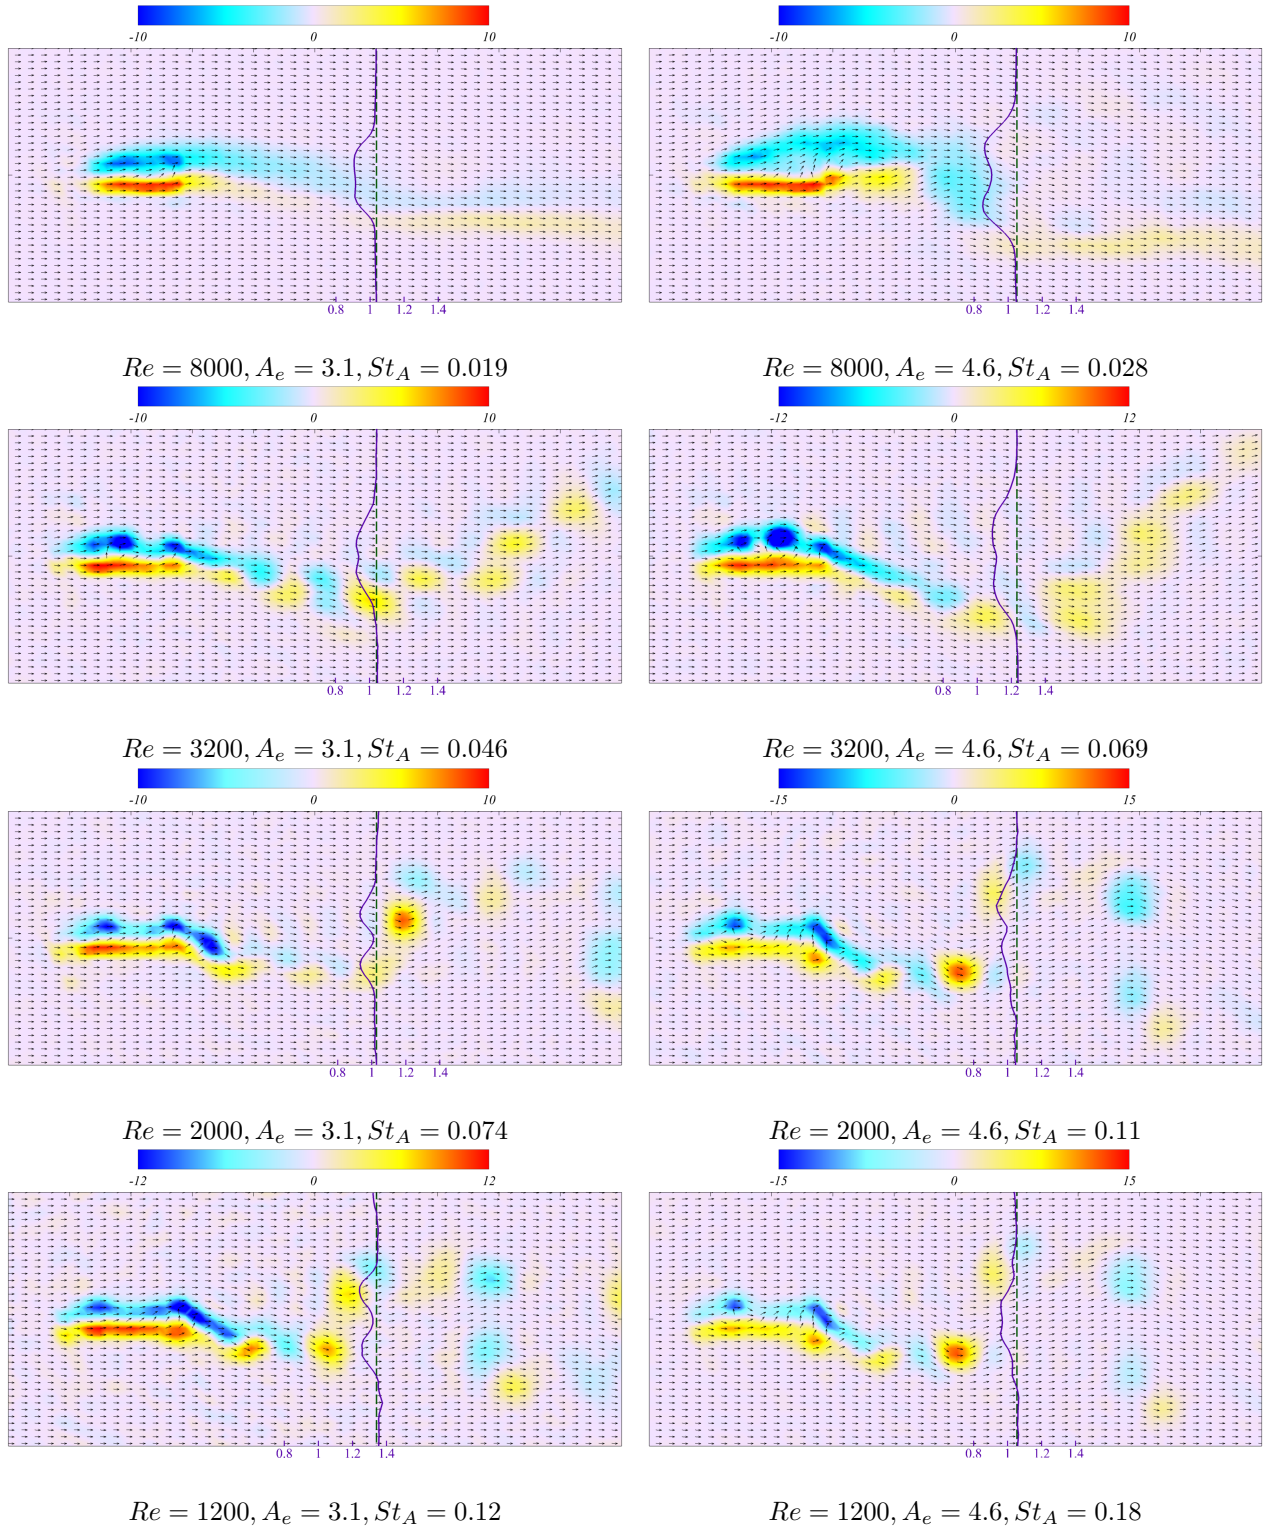 -10 0 10 -10 0 10
0.8 1 1.2 1.4 0.8 1 1.2 1.4
Re = 8000, A_e = 3.1, St_A = 0.019 Re = 8000, A_e = 4.6, St_A = 0.028
-10 0 10 -12 0 12
0.8 1 1.2 1.4 0.8 1 1.2 1.4
Re = 3200, A_e = 3.1, St_A = 0.046 Re = 3200, A_e = 4.6, St_A = 0.069
-10 0 10 -15 0 15
0.8 1 1.2 1.4 0.8 1 1.2 1.4
Re = 2000, A_e = 3.1, St_A = 0.074 Re = 2000, A_e = 4.6, St_A = 0.11
-12 0 12 -15 0 15
0.8 1 1.2 1.4 0.8 1 1.2 1.4
Re = 1200, A_e = 3.1, St_A = 0.12 Re = 1200, A_e = 4.6, St_A = 0.18